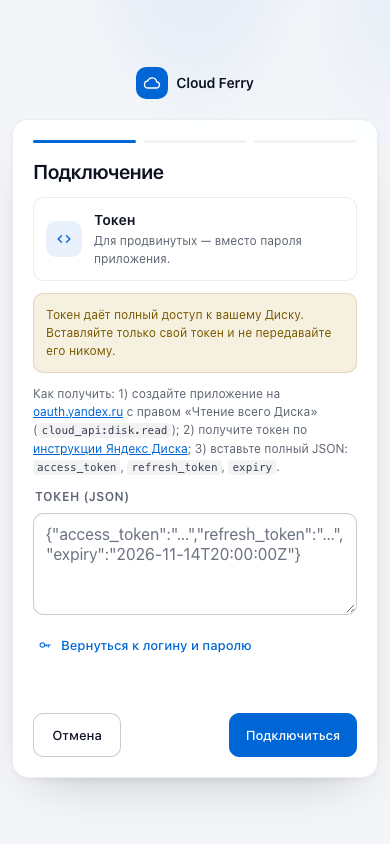 Cloud Ferry
Подключение
Токен
Для продвинутых — вместо пароля
приложения.
Токен даёт полный доступ к вашему Диску.
Вставляйте только свой токен и не передавайте
его никому.
Как получить: 1) создайте приложение на
oauth.yandex.ru с правом «Чтение всего Диска»
(cloud_api:disk.read); 2) получите токен по
инструкции Яндекс Диска; 3) вставьте полный JSON:
access_token, refresh_token, expiry.
ТОКЕН (JSON)
{"access_token":"...","refresh_token":"...",
"expiry":"2026-11-14T20:00:00Z"}
Вернуться к логину и паролю
Отмена
Подключиться